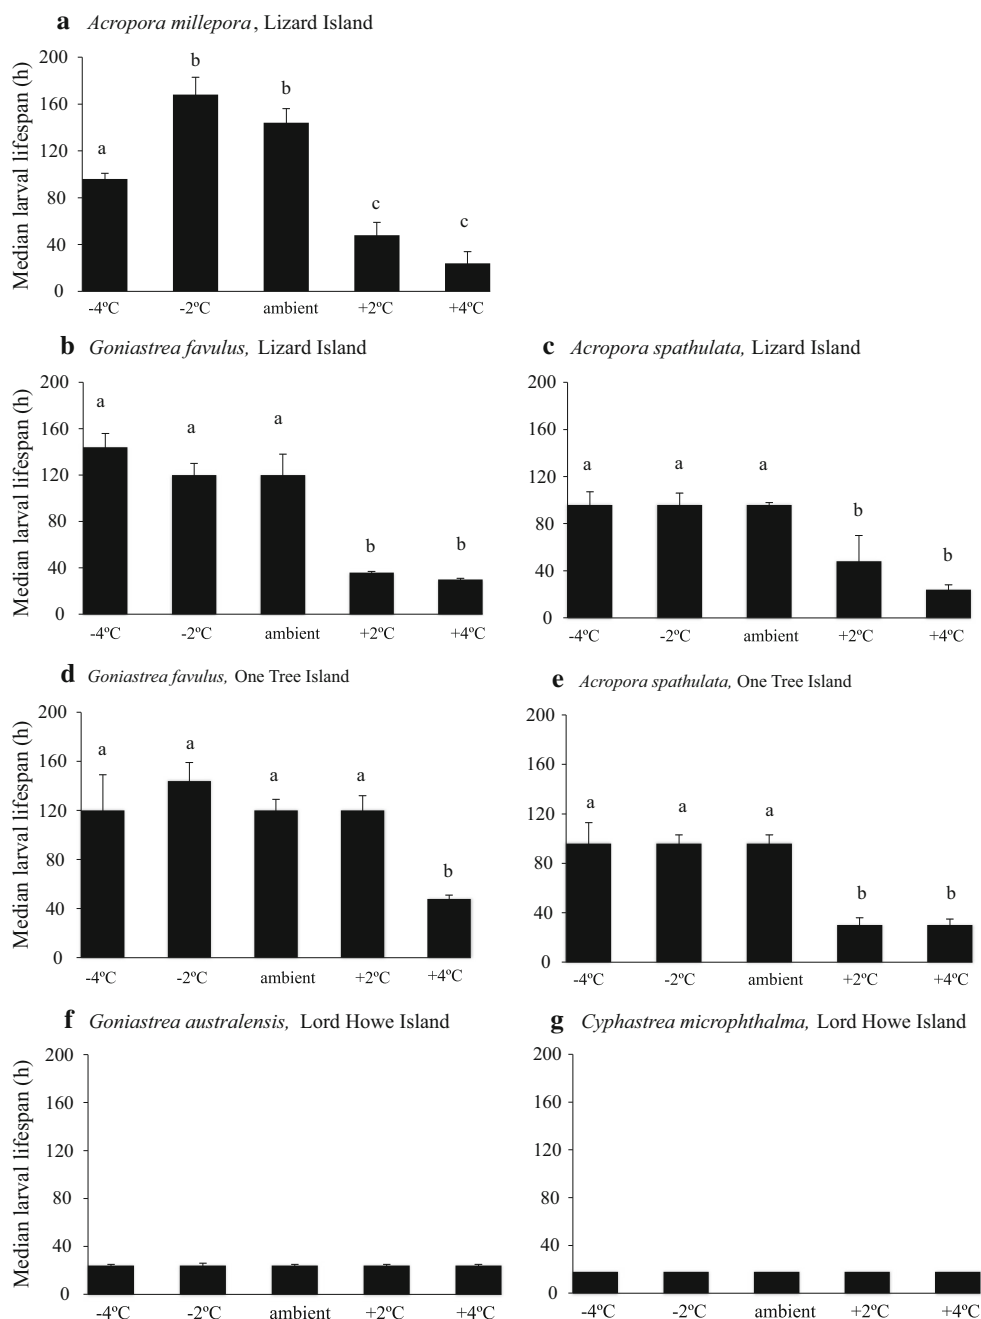 a Acropora millepora, Lizard Island
Median larval lifespan (h)
200
160
120
80
40
0
a
b
b
c
c
-4ºC -2ºC ambient +2ºC +4ºC
b Goniastrea favulus, Lizard Island
Median larval lifespan (h)
200
160
120
80
40
0
a
a
a
b
b
-4ºC -2ºC ambient +2ºC +4ºC
c Acropora spathulata, Lizard Island
200
160
120
80
40
0
a
a
a
b
b
-4ºC -2ºC ambient +2ºC +4ºC
d Goniastrea favulus, One Tree Island
Median larval lifespan (h)
200
160
120
80
40
0
a
a
a
a
b
-4ºC -2ºC ambient +2ºC +4ºC
e Acropora spathulata, One Tree Island
200
160
120
80
40
0
a
a
a
b
b
-4ºC -2ºC ambient +2ºC +4ºC
f Goniastrea australensis, Lord Howe Island
Median larval lifespan (h)
200
160
120
80
40
0
-4ºC -2ºC ambient +2ºC +4ºC
g Cyphastrea microphthalma, Lord Howe Island
200
160
120
80
40
0
-4ºC -2ºC ambient +2ºC +4ºC